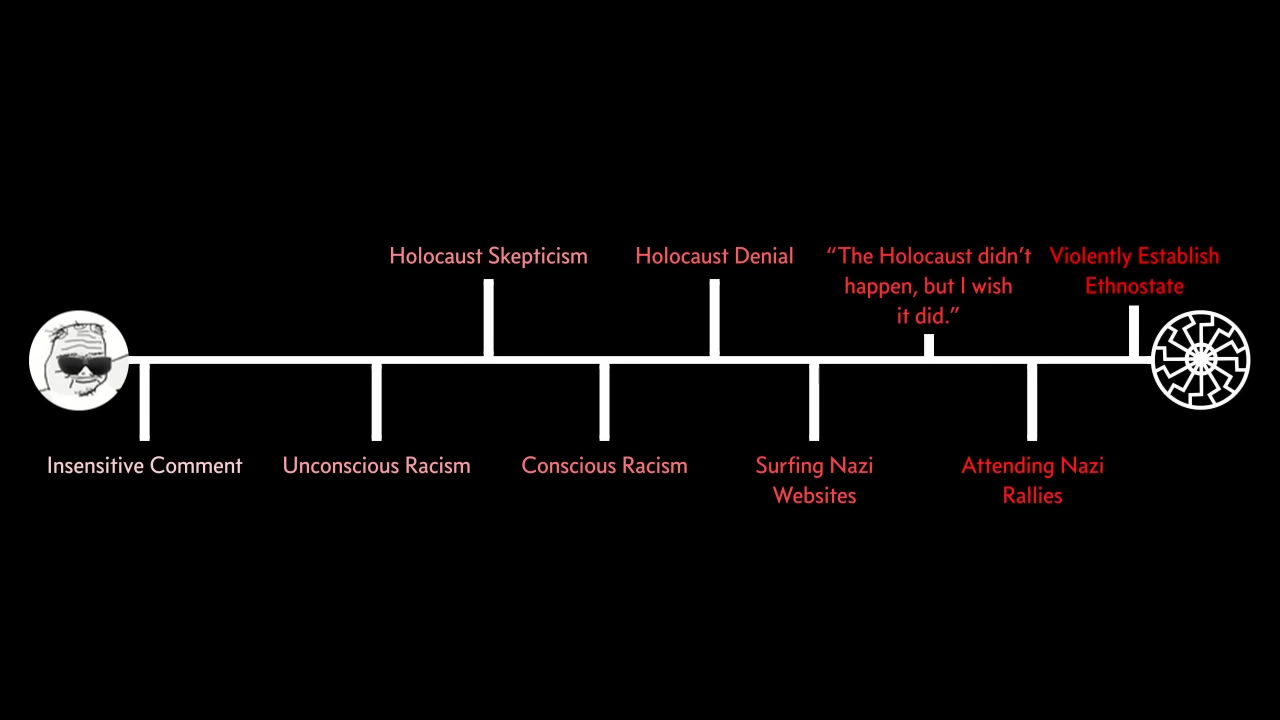 Holocaust Skepticism
Holocaust Denial
“The Holocaust didn’t
happen, but I wish
it did.”
Violently Establish
Ethnostate
Insensitive Comment
Unconscious Racism
Conscious Racism
Surfing Nazi
Websites
Attending Nazi
Rallies